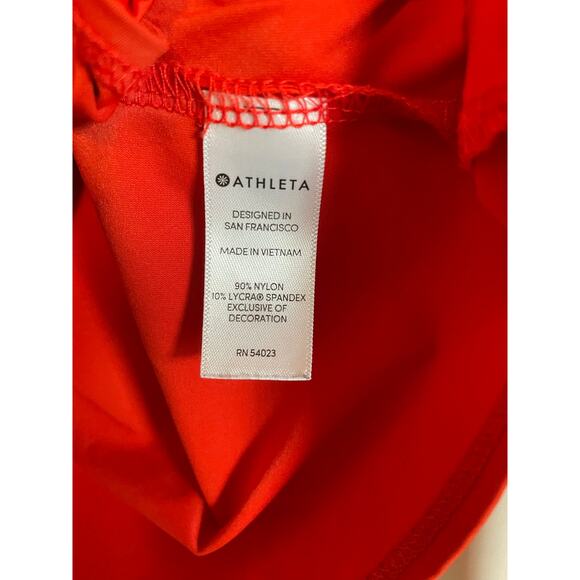 ATHLETA
DESIGNED IN
SAN FRANCISCO
MADE IN VIETNAM
90% NYLON
10% LYCRA® SPANDEX
EXCLUSIVE OF
DECORATION
RN 54023